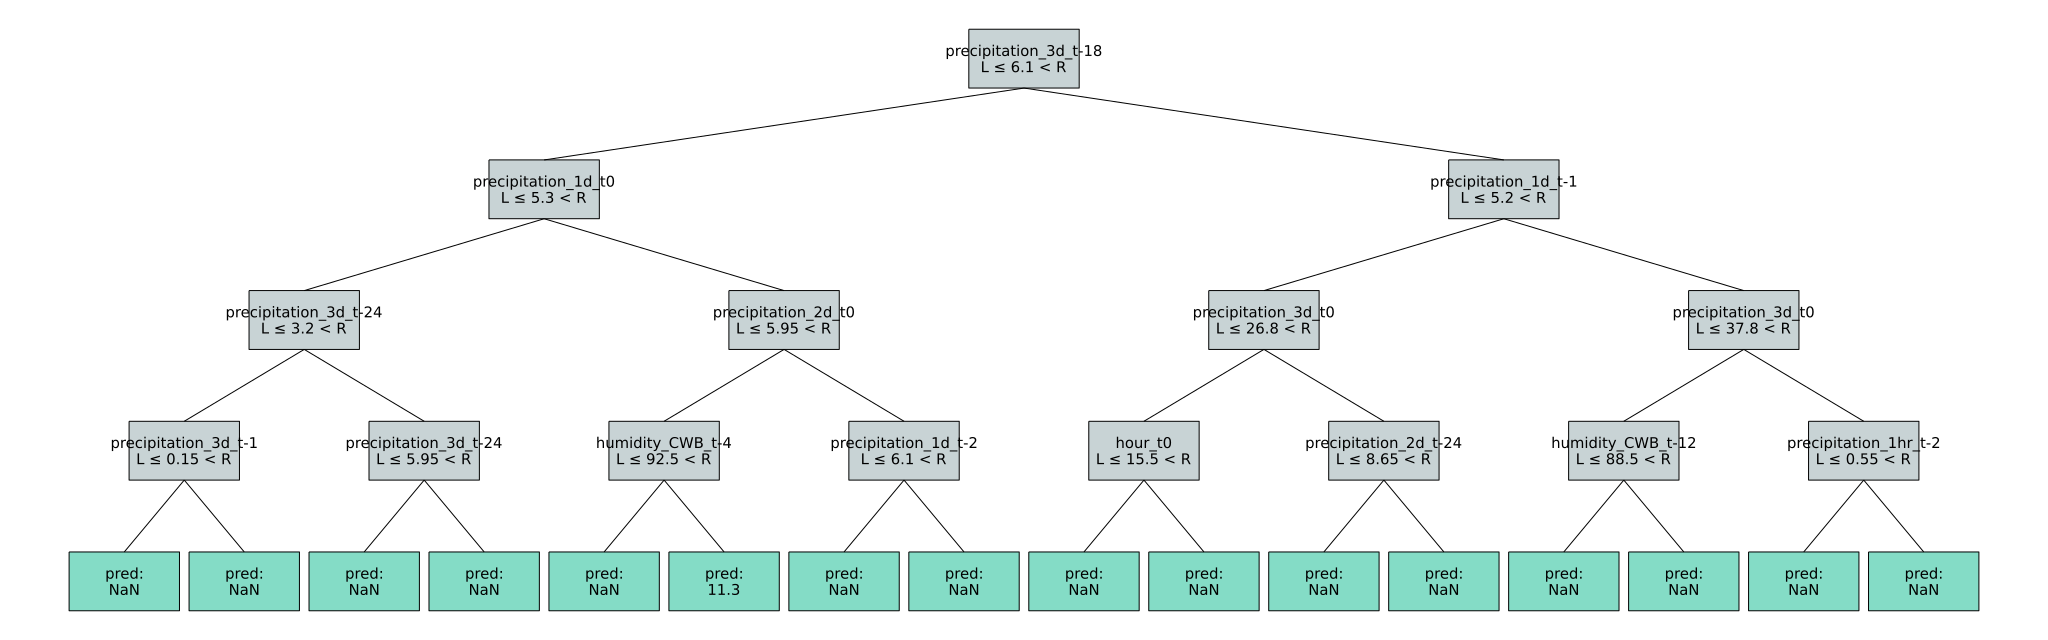 precipitation_3d_t-18
L ≤ 6.1 < R
precipitation_1d_t0
L ≤ 5.3 < R
precipitation_1d_t-1
L ≤ 5.2 < R
precipitation_3d_t-24
L ≤ 3.2 < R
precipitation_2d_t0
L ≤ 5.95 < R
precipitation_3d_t0
L ≤ 26.8 < R
precipitation_3d_t0
L ≤ 37.8 < R
precipitation_3d_t-1
L ≤ 0.15 < R
precipitation_3d_t-24
L ≤ 5.95 < R
humidity_CWB_t-4
L ≤ 92.5 < R
precipitation_1d_t-2
L ≤ 6.1 < R
hour_t0
L ≤ 15.5 < R
precipitation_2d_t-24
L ≤ 8.65 < R
humidity_CWB_t-12
L ≤ 88.5 < R
precipitation_1hr_t-2
L ≤ 0.55 < R
pred:
NaN
pred:
NaN
pred:
NaN
pred:
NaN
pred:
NaN
pred:
11.3
pred:
NaN
pred:
NaN
pred:
NaN
pred:
NaN
pred:
NaN
pred:
NaN
pred:
NaN
pred:
NaN
pred:
NaN
pred:
NaN